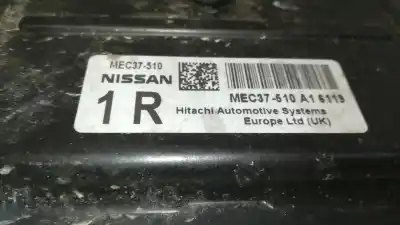 MEC37-510
NISSAN
1 R
MEC37-510 A1 6119
Hitachi Automotive Systems
Europe Ltd (UK)